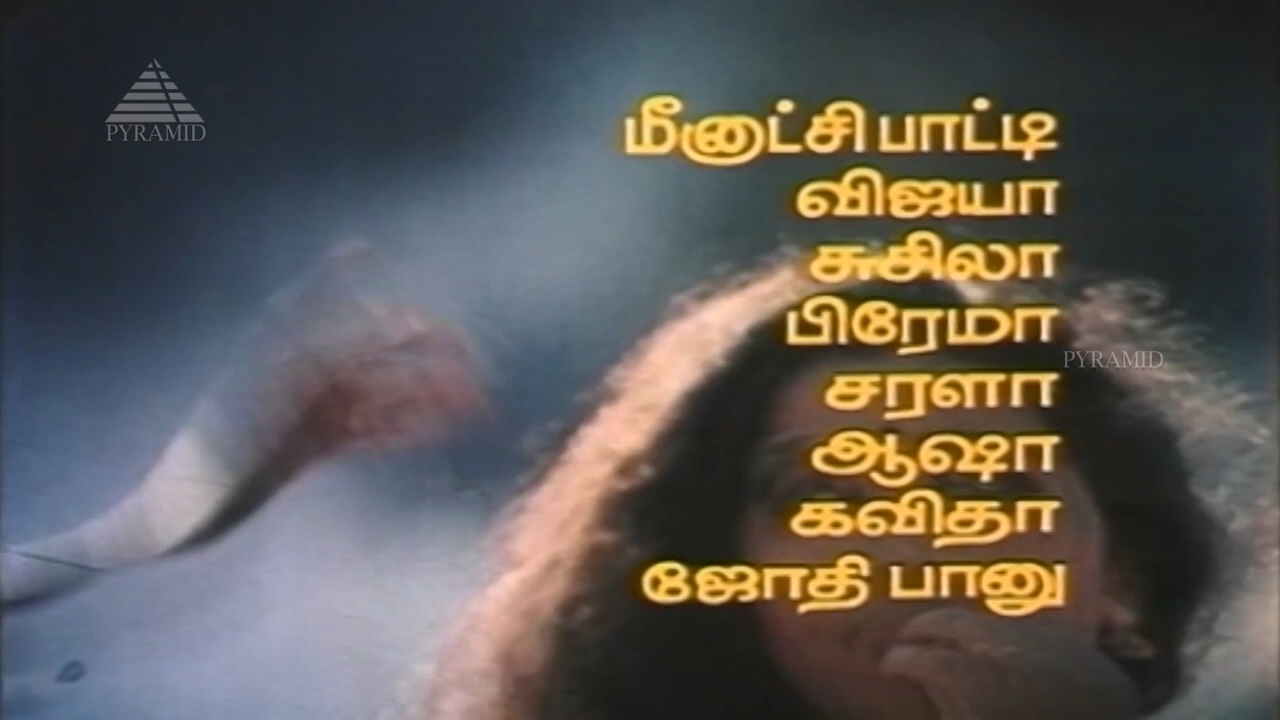 PYRAMID
மீனாட்சி பாட்டி
விஜயா
சுசிலா
பிரேமா
PYRAMID
சரளா
ஆஷா
கவிதா
ஜோதி பானு